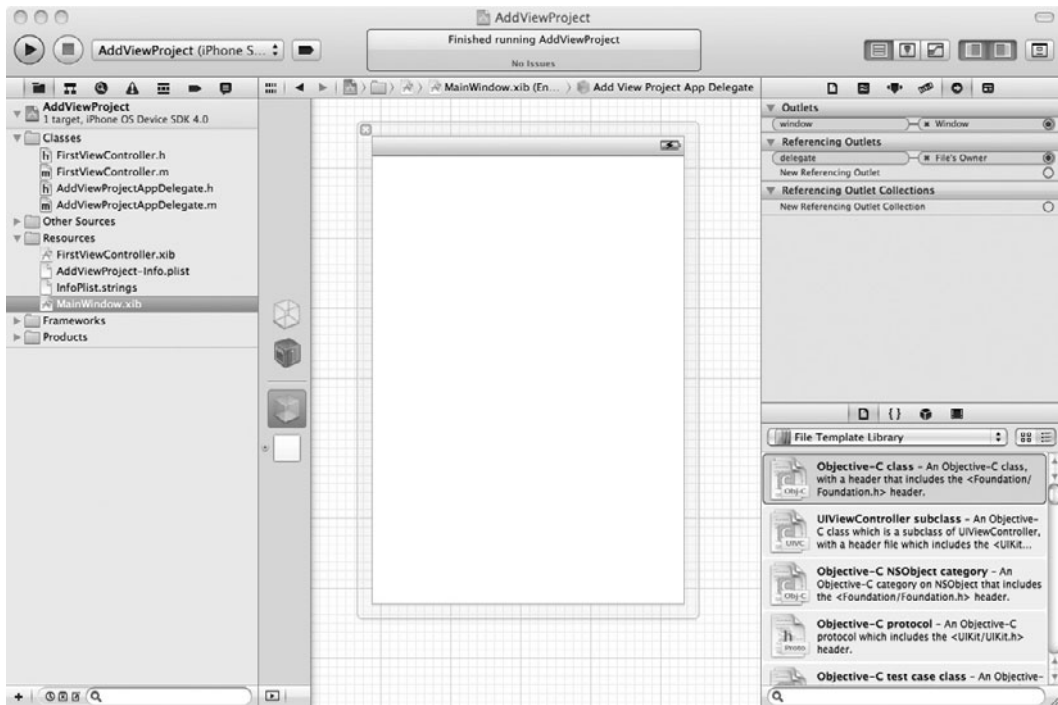 AddViewProject
AddViewProject (iPhone S...
Finished running AddViewProject
No Issues
MainWindow.xib (En...
Add View Project App Delegate
AddViewProject
1 target, iPhone OS Device SDK 4.0
Classes
FirstViewController.h
FirstViewController.m
AddViewProjectAppDelegate.h
AddViewProjectAppDelegate.m
Other Sources
Resources
FirstViewController.xib
AddViewProject-Info.plist
InfoPlist.strings
MainWindow.xib
Frameworks
Products
Outlets
window
Window
Referencing Outlets
delegate
File's Owner
New Referencing Outlet
Referencing Outlet Collections
New Referencing Outlet Collection
{}
File Template Library
Obj-C
Objective-C class – An Objective-C class,
with a header that includes the <Foundation/
Foundation.h> header.
UIVC
UIViewController subclass – An Objective-
C class which is a subclass of UIViewController,
with a header file which includes the <UIKit...
Obj-C
Objective-C NSObject category – An
Objective-C category on NSObject that includes
the <Foundation/Foundation.h> header.
h
Proto
Objective-C protocol – An Objective-C
protocol which includes the <UIKit/UIKit.h>
header.
Objective-C test case class – An Objective-